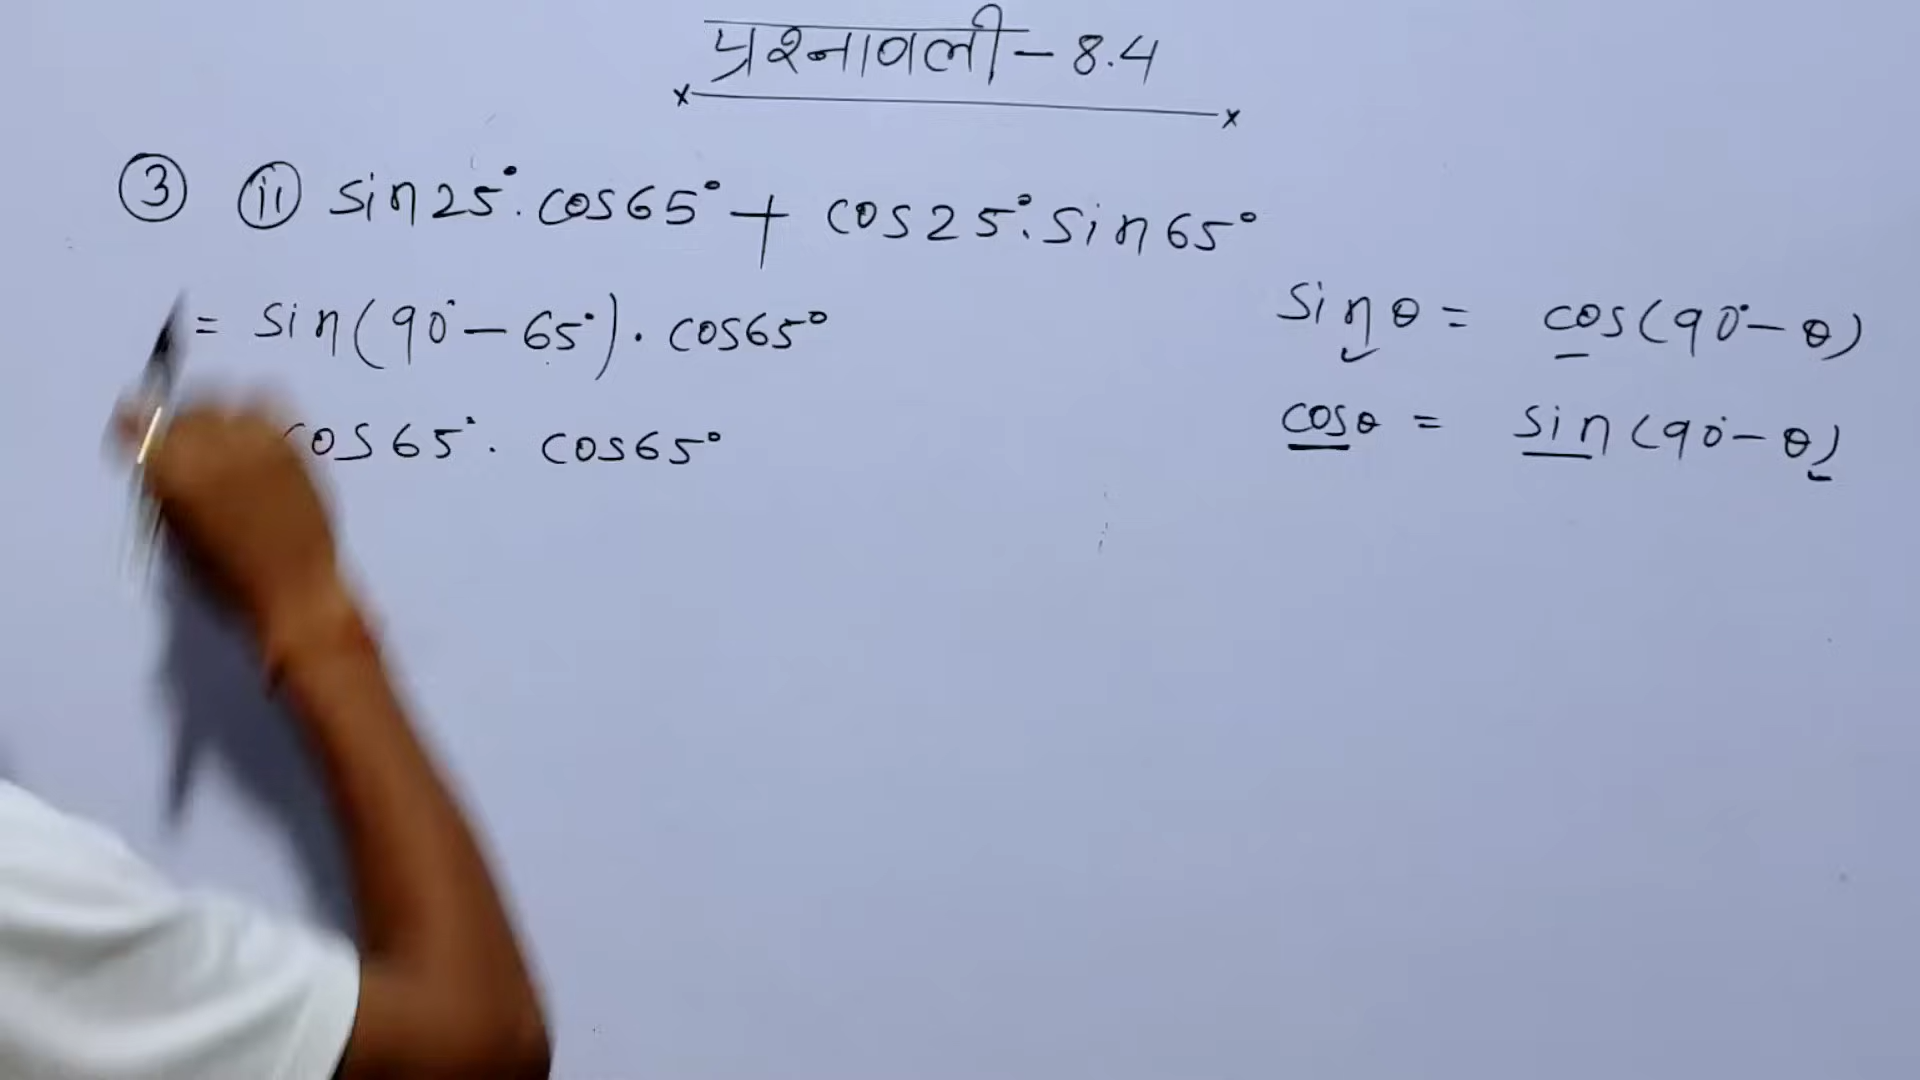 प्रश्नावली - 8.4
③ ⓘⓘ sin25°.cos65° + cos25°.sin65°
= sin(90° - 65°) . cos65°
cos65° . cos65°
sinθ = cos(90° - θ)
cosθ = sin(90° - θ)